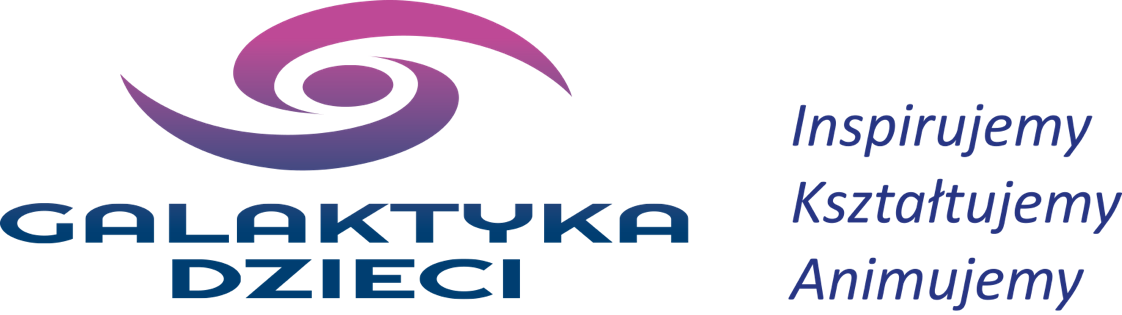 GALAKTYKA
DZIECI
Inspirujemy
Kształtujemy
Animujemy